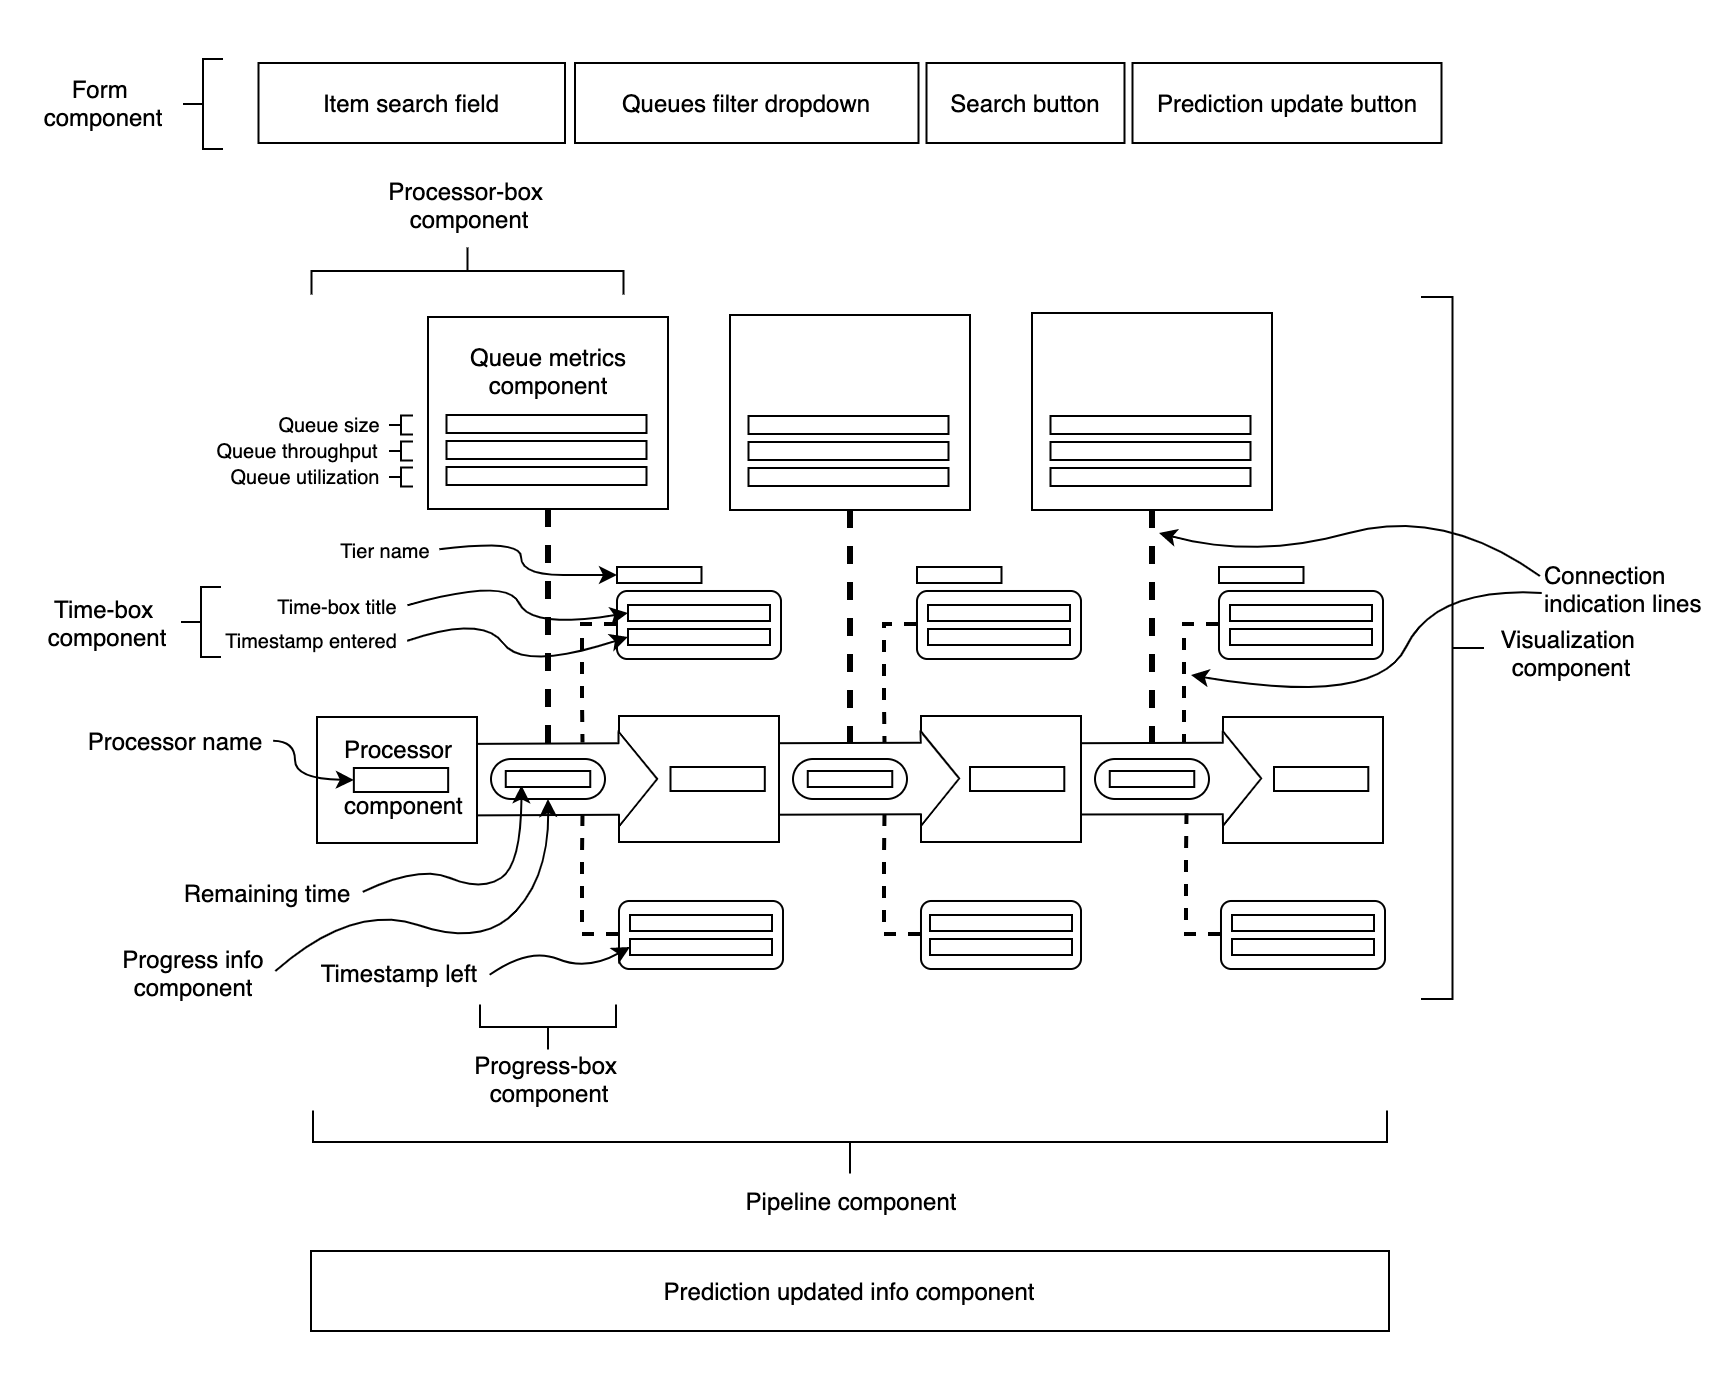 Form
component
Item search field
Queues filter dropdown
Search button
Prediction update button
Processor-box
component
Queue metrics
component
Queue size
Queue throughput
Queue utilization
Tier name
Time-box
component
Time-box title
Timestamp entered
Connection
indication lines
Visualization
component
Processor name
Processor
component
Remaining time
Progress info
component
Timestamp left
Progress-box
component
Pipeline component
Prediction updated info component